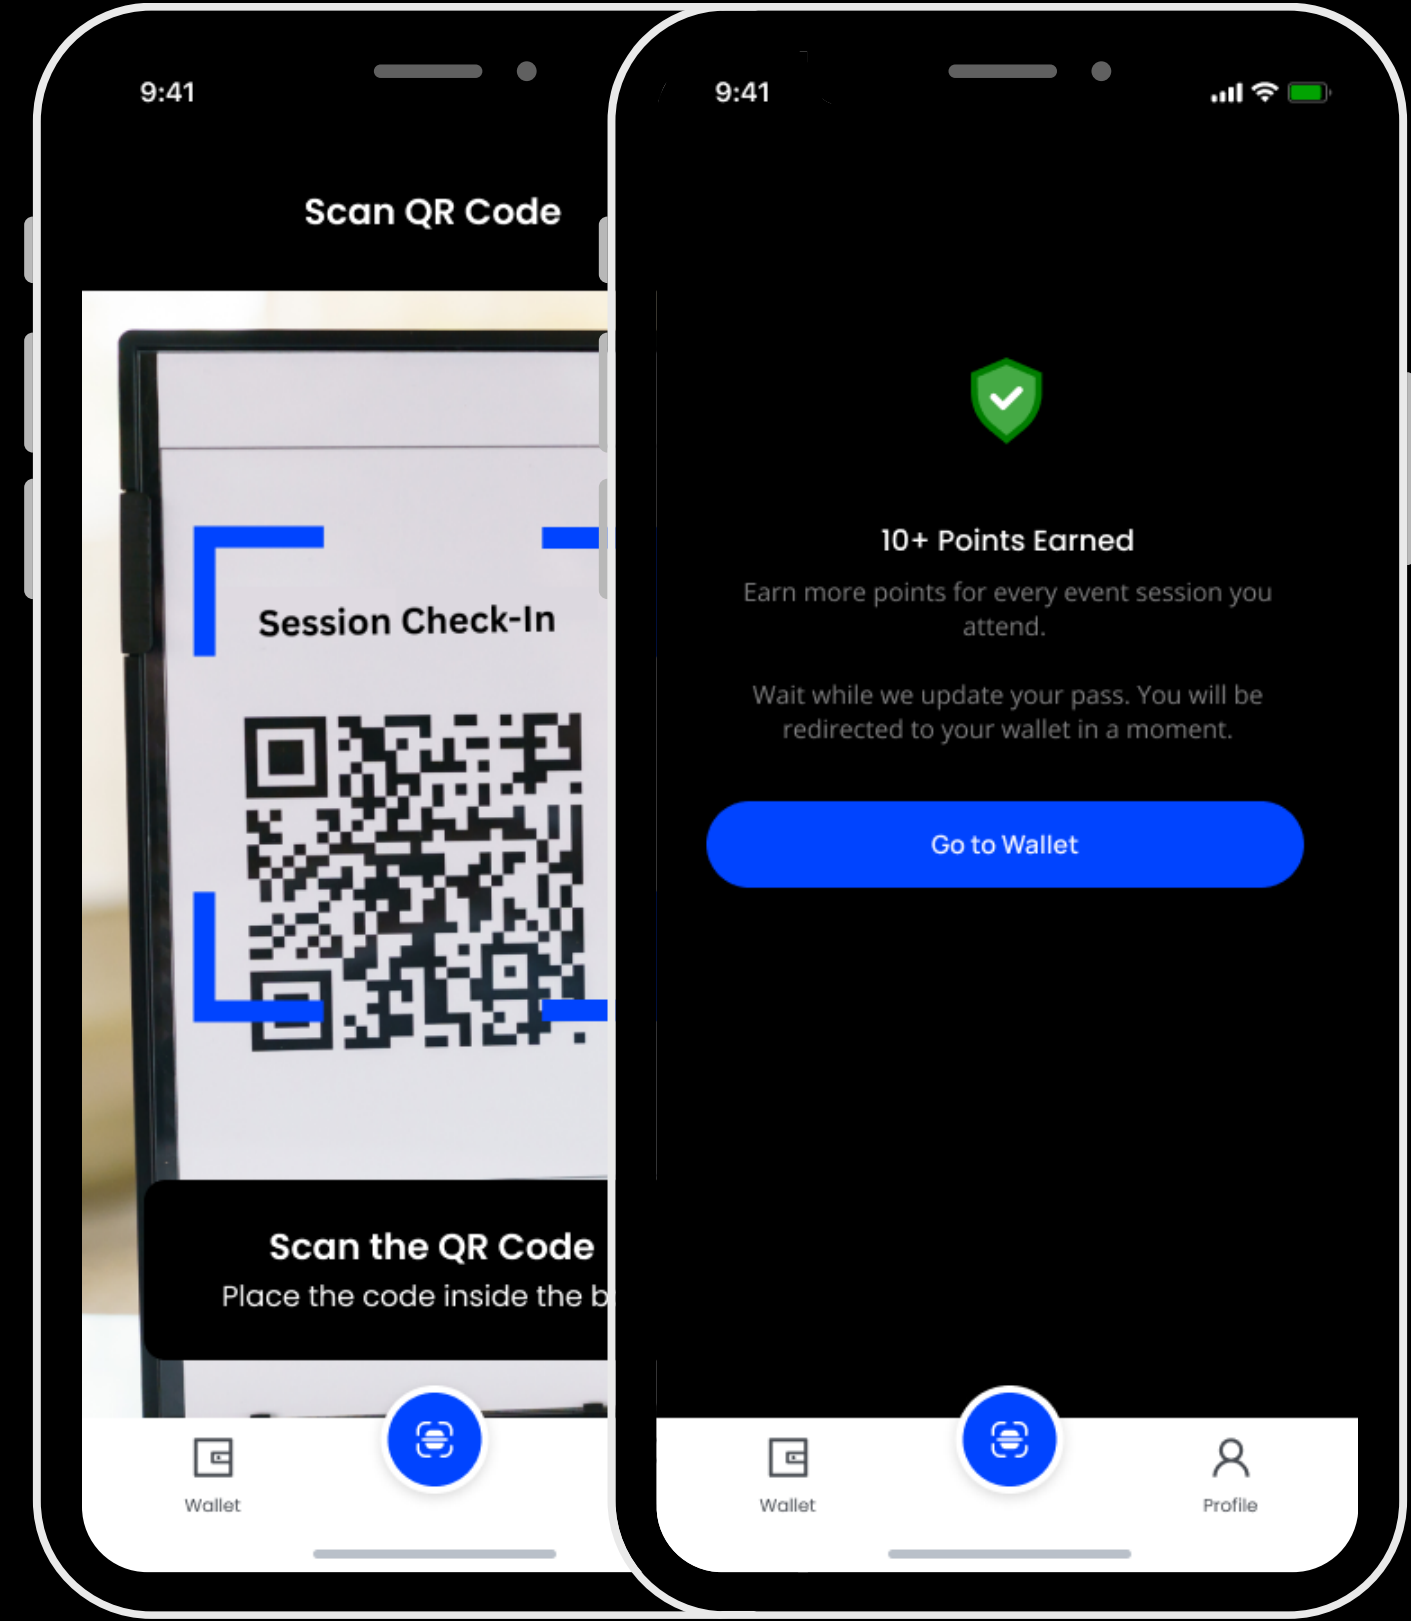 9:41
Scan QR Code
Session Check-In
Scan the QR Code
Place the code inside the b
Wallet
9:41
10+ Points Earned
Earn more points for every event session you
attend.
Wait while we update your pass. You will be
redirected to your wallet in a moment.
Go to Wallet
Wallet
Profile